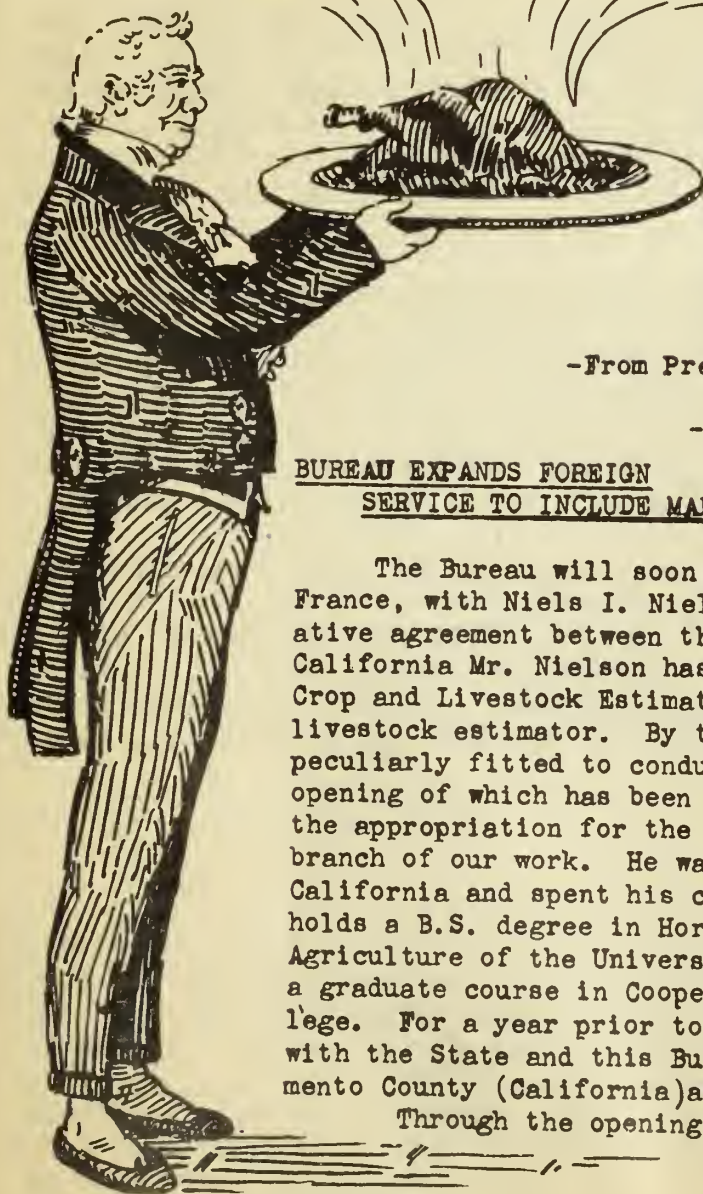 -From Pre
-
BUREAU EXPANDS FOREIGN
SERVICE TO INCLUDE MA
The Bureau will soon
France, with Niels I. Niel
ative agreement between th
California Mr. Nielson has
Crop and Livestock Estimat
livestock estimator. By t
peculiarly fitted to condu
opening of which has been
the appropriation for the
branch of our work. He wa
California and spent his c
holds a B.S. degree in Hor
Agriculture of the Univers
a graduate course in Coope
lege. For a year prior to
with the State and this Bu
mento County (California)a
Through the opening